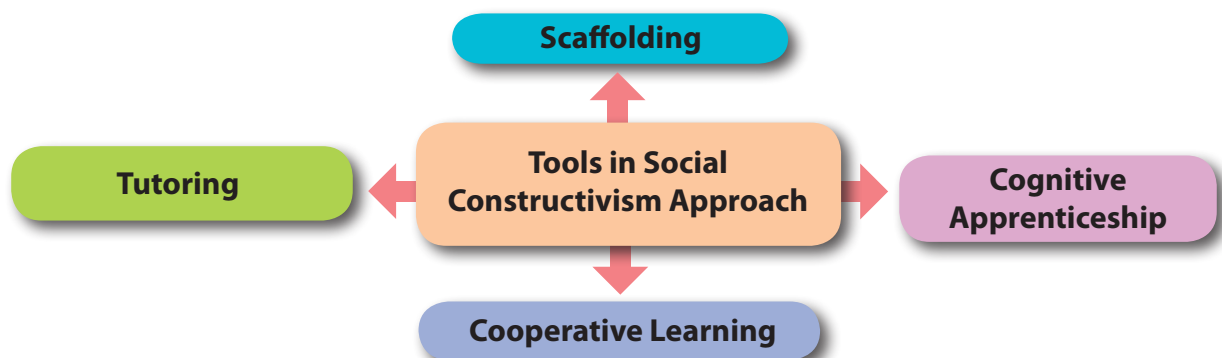 Scaffolding
Tutoring
Tools in Social
Constructivism Approach
Cognitive
Apprenticeship
Cooperative Learning